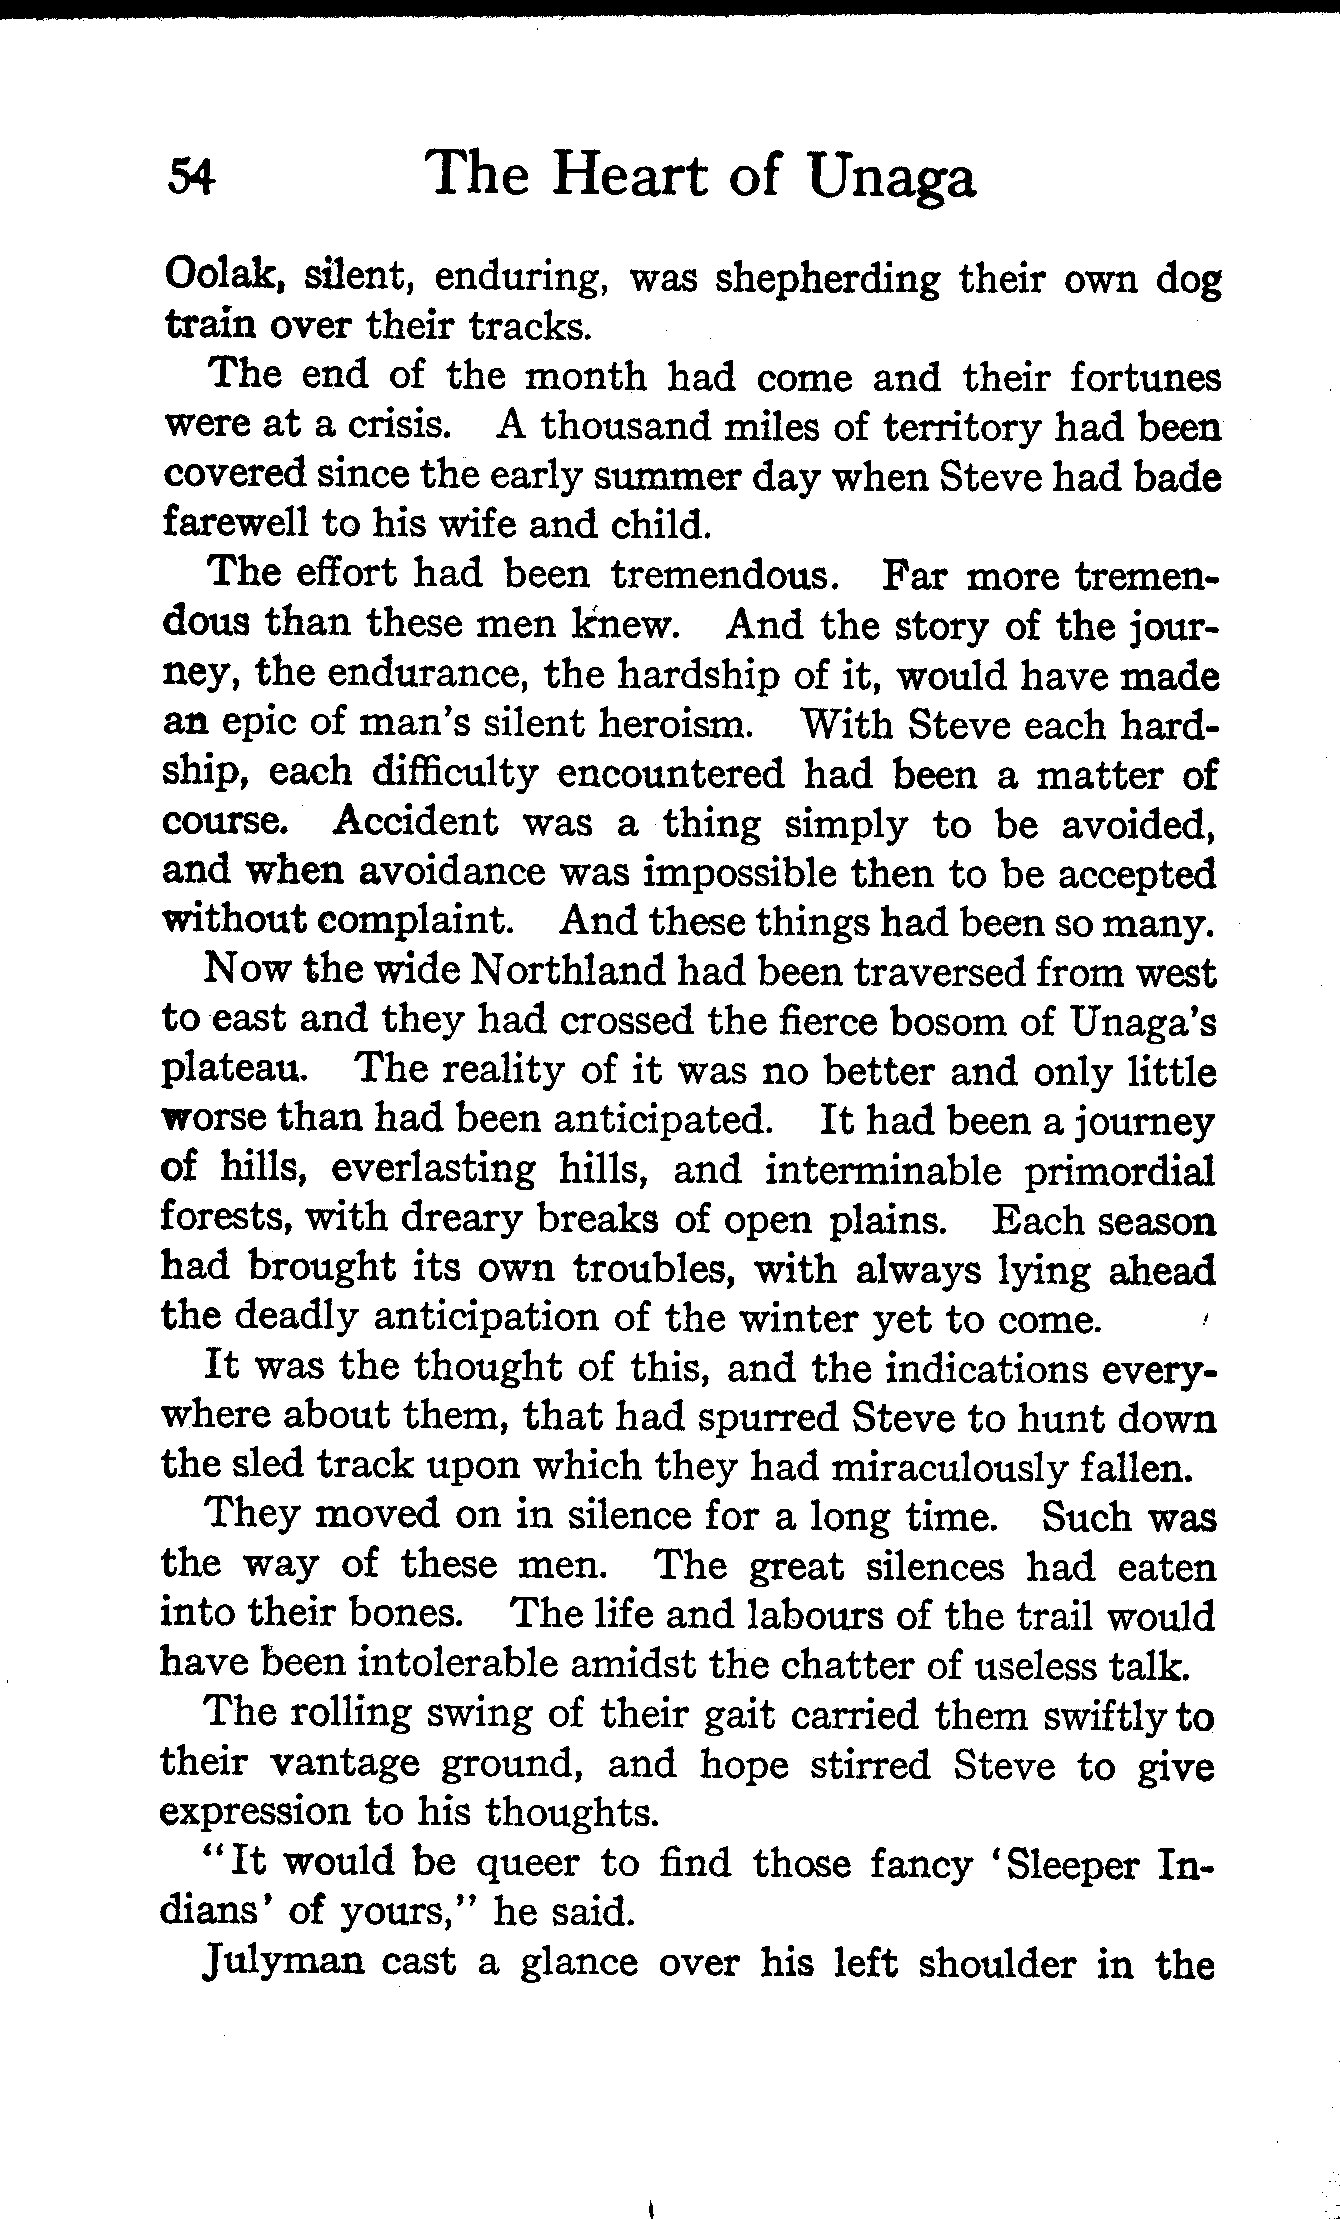 54 The Heart of Unaga
Oolak, silent, enduring, was shepherding their own dog
train over their tracks.
The end of the month had come and their fortunes
were at a crisis. A thousand miles of territory had been
covered since the early summer day when Steve had bade
farewell to his wife and child.
The effort had been tremendous. Far more tremen-
dous than these men knew. And the story of the jour-
ney, the endurance, the hardship of it, would have made
an epic of man's silent heroism. With Steve each hard-
ship, each difficulty encountered had been a matter of
course. Accident was a thing simply to be avoided,
and when avoidance was impossible then to be accepted
without complaint. And these things had been so many.
Now the wide Northland had been traversed from west
to east and they had crossed the fierce bosom of Unaga's
plateau. The reality of it was no better and only little
worse than had been anticipated. It had been a journey
of hills, everlasting hills, and interminable primordial
forests, with dreary breaks of open plains. Each season
had brought its own troubles, with always lying ahead
the deadly anticipation of the winter yet to come.
It was the thought of this, and the indications every-
where about them, that had spurred Steve to hunt down
the sled track upon which they had miraculously fallen.
They moved on in silence for a long time. Such was
the way of these men. The great silences had eaten
into their bones. The life and labours of the trail would
have been intolerable amidst the chatter of useless talk.
The rolling swing of their gait carried them swiftly to
their vantage ground, and hope stirred Steve to give
expression to his thoughts.
"It would be queer to find those fancy 'Sleeper In-
dians' of yours," he said.
Julyman cast a glance over his left shoulder in the